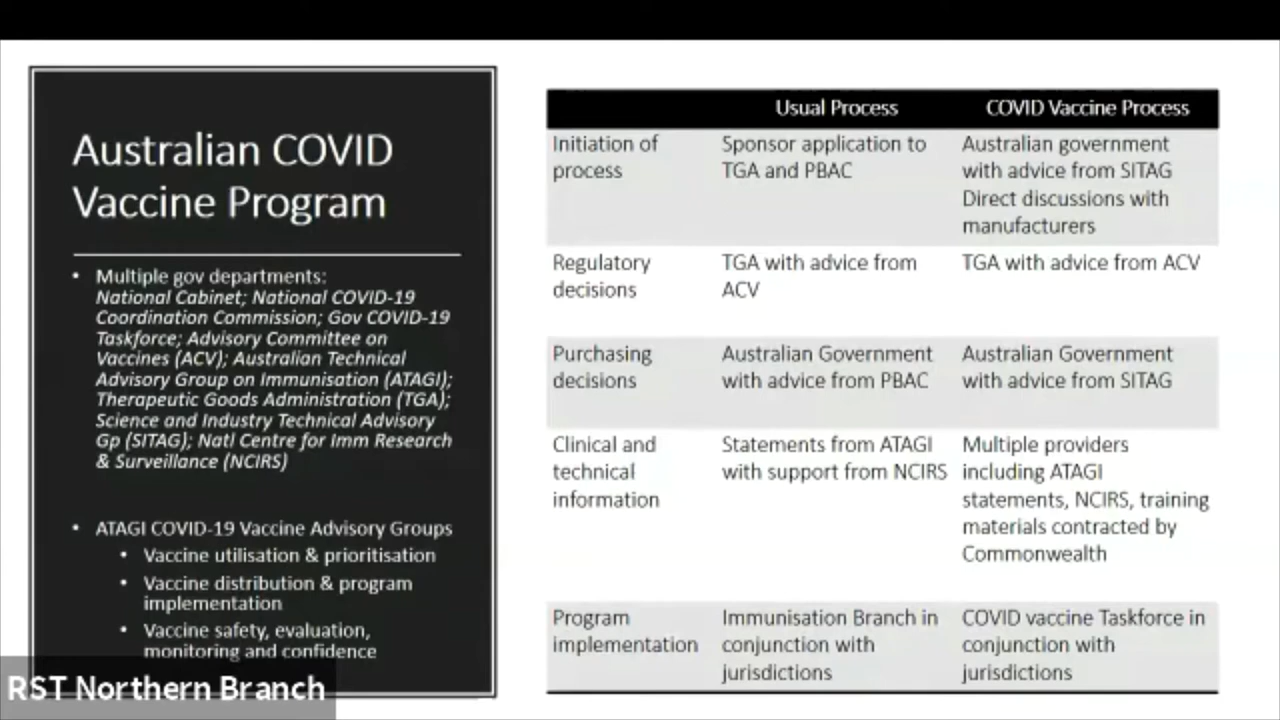 Australian COVID
Vaccine Program
• Multiple gov departments:
National Cabinet; National COVID-19
Coordination Commission; Gov COVID-19
Taskforce; Advisory Committee on
Vaccines (ACV); Australian Technical
Advisory Group on Immunisation (ATAGI);
Therapeutic Goods Administration (TGA);
Science and Industry Technical Advisory
Gp (SITAG); Natl Centre for Imm Research
& Surveillance (NCIRS)
• ATAGI COVID-19 Vaccine Advisory Groups
• Vaccine utilisation & prioritisation
• Vaccine distribution & program
implementation
• Vaccine safety, evaluation,
monitoring and confidence
RST Northern Branch
Usual Process
COVID Vaccine Process
Initiation of
process
Sponsor application to
TGA and PBAC
Australian government
with advice from SITAG
Direct discussions with
manufacturers
Regulatory
decisions
TGA with advice from
ACV
TGA with advice from ACV
Purchasing
decisions
Australian Government
with advice from PBAC
Australian Government
with advice from SITAG
Clinical and
technical
information
Statements from ATAGI
with support from NCIRS
Multiple providers
including ATAGI
statements, NCIRS, training
materials contracted by
Commonwealth
Program
implementation
Immunisation Branch in
conjunction with
jurisdictions
COVID vaccine Taskforce in
conjunction with
jurisdictions